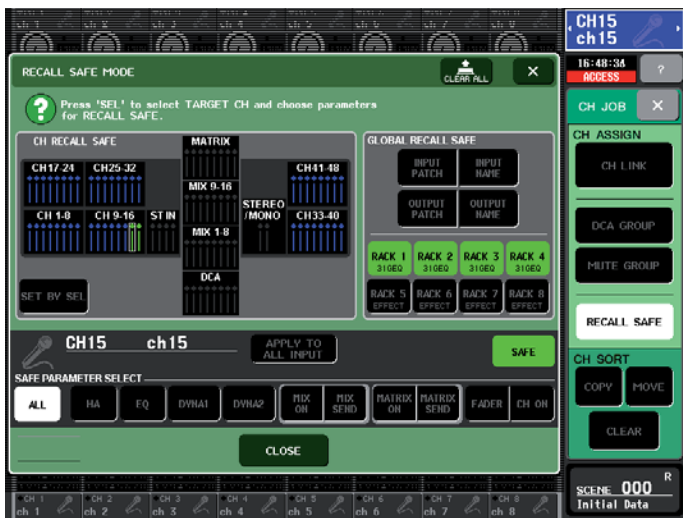 CH15
ch15
16:48:34
ACCESS
?
RECALL SAFE MODE
CLEAR ALL
×
?
Press 'SEL' to select TARGET CH and choose parameters
for RECALL SAFE.
CH RECALL SAFE
MATRIX
CH17-24
CH25-32
CH41-48
MIX 9-16
STEREO
/MONO
CH 1-8
CH 9-16
ST IN
CH33-40
MIX 1-8
DCA
SET BY SEL
GLOBAL RECALL SAFE
INPUT
PATCH
INPUT
NAME
OUTPUT
PATCH
OUTPUT
NAME
RACK 1
31GEQ
RACK 2
31GEQ
RACK 3
31GEQ
RACK 4
31GEQ
RACK 5
EFFECT
RACK 6
EFFECT
RACK 7
EFFECT
RACK 8
EFFECT
CH15
ch15
APPLY TO
ALL INPUT
SAFE
SAFE PARAMETER SELECT
ALL
HA
EQ
DYNA1
DYNA2
MIX
ON
MIX
SEND
MATRIX
ON
MATRIX
SEND
FADER
CH ON
CLOSE
CH JOB
×
CH ASSIGN
CH LINK
DCA GROUP
MUTE GROUP
RECALL SAFE
CH SORT
COPY
MOVE
CLEAR
R
SCENE 000
Initial Data
CH 1
ch 1
CH 2
ch 2
CH 3
ch 3
CH 4
ch 4
CH 5
ch 5
CH 6
ch 6
CH 7
ch 7
CH 8
ch 8